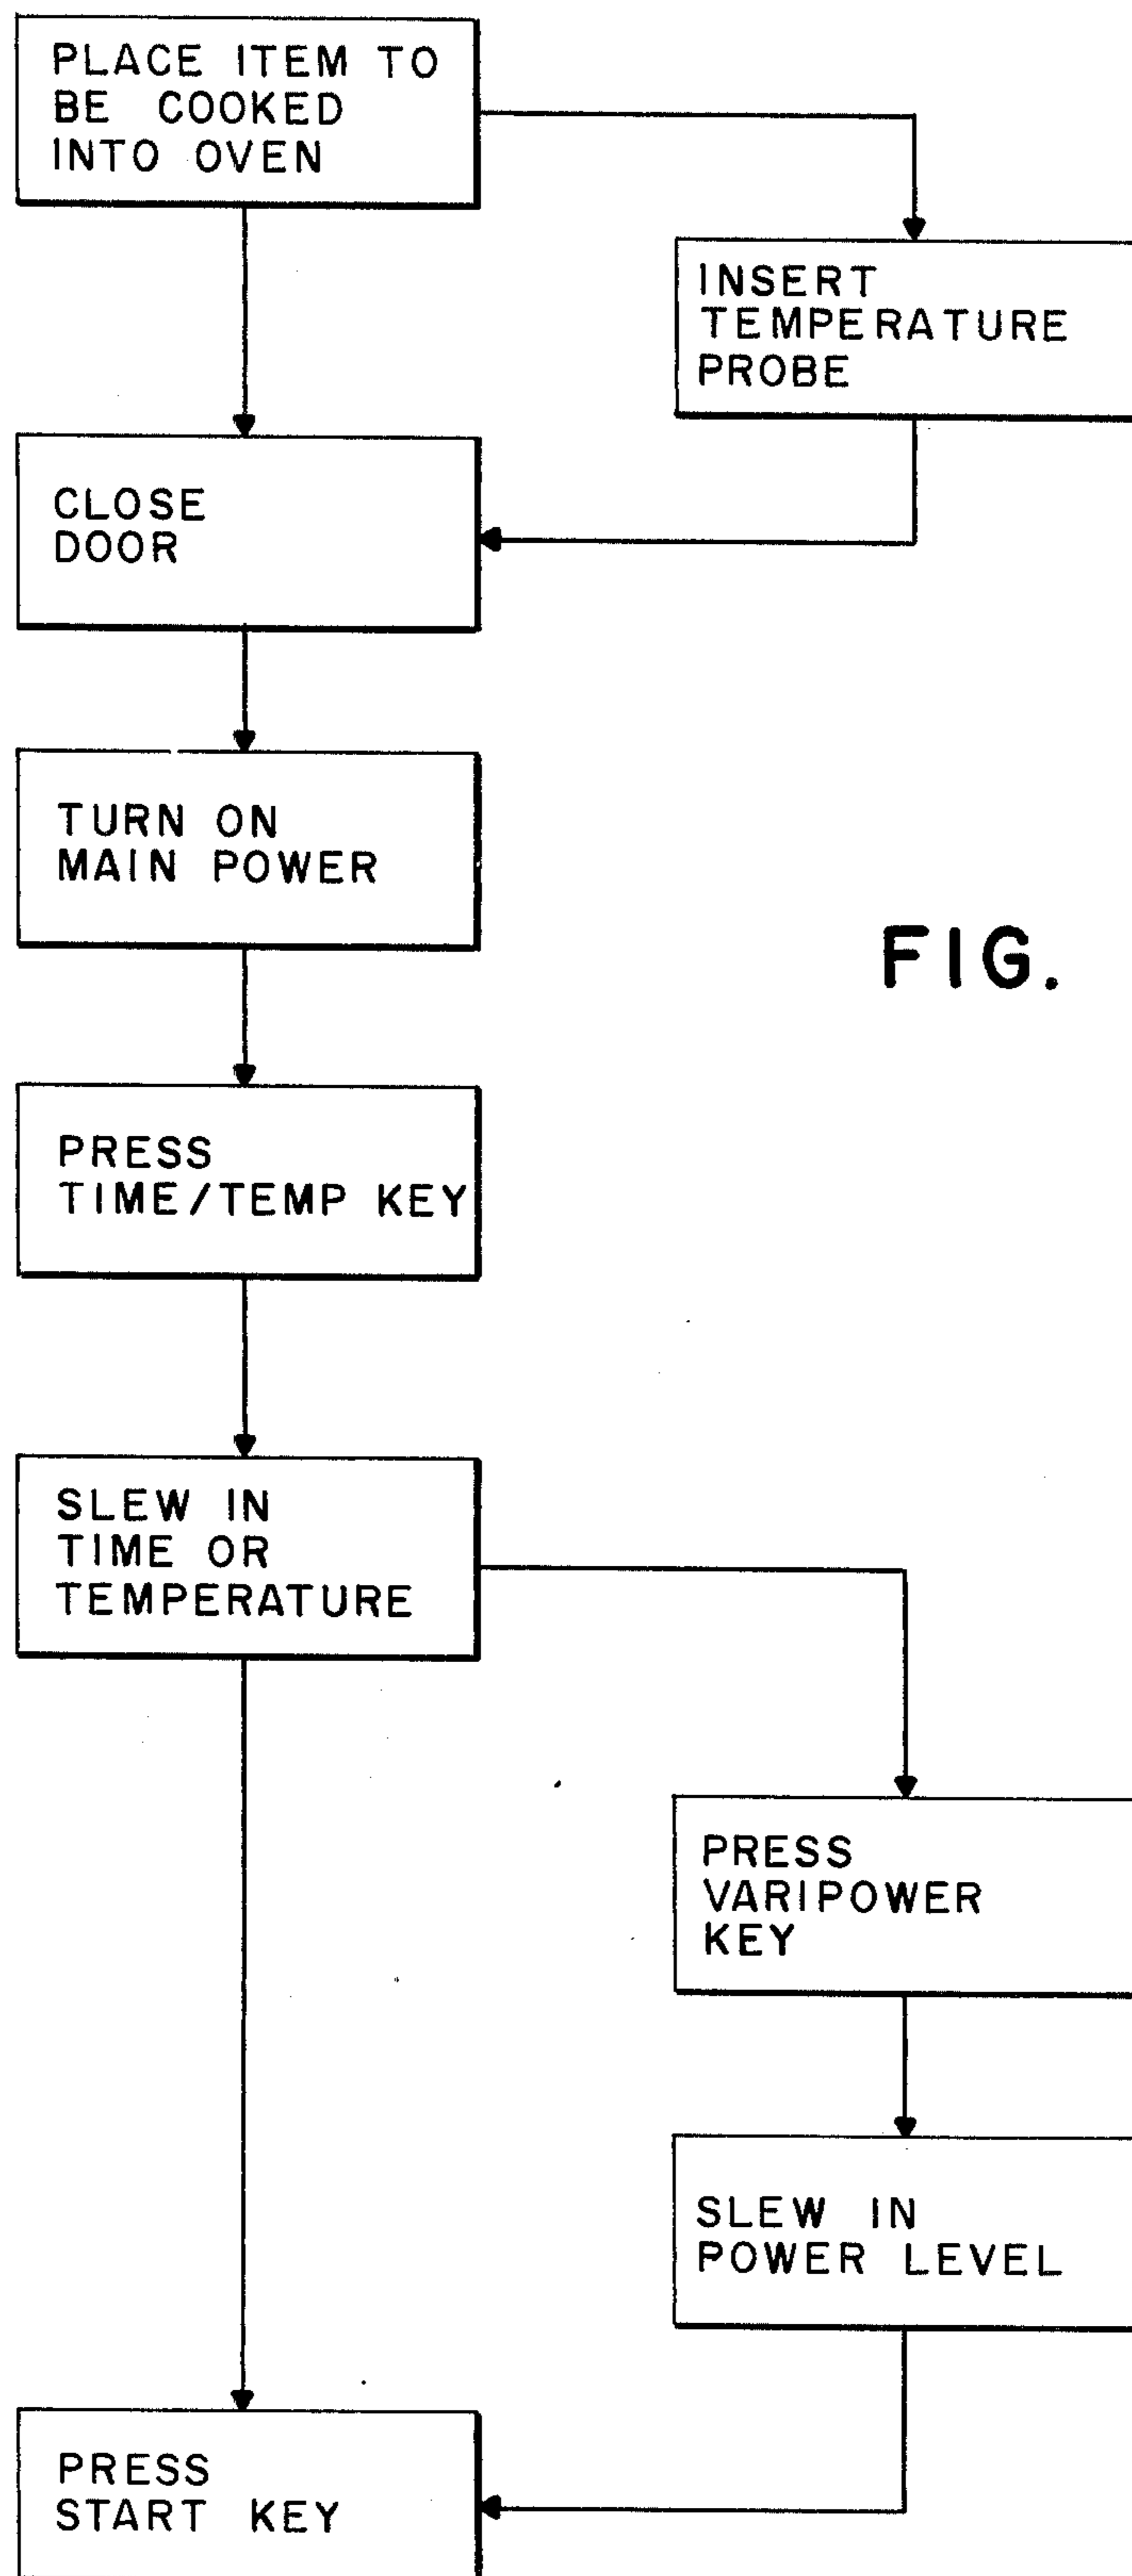 PLACE ITEM TO
BE COOKED
INTO OVEN
INSERT
TEMPERATURE
PROBE
CLOSE
DOOR
TURN ON
MAIN POWER
FIG.
PRESS
TIME/TEMP KEY
SLEW IN
TIME OR
TEMPERATURE
PRESS
VARIPOWER
KEY
SLEW IN
POWER LEVEL
PRESS
START KEY